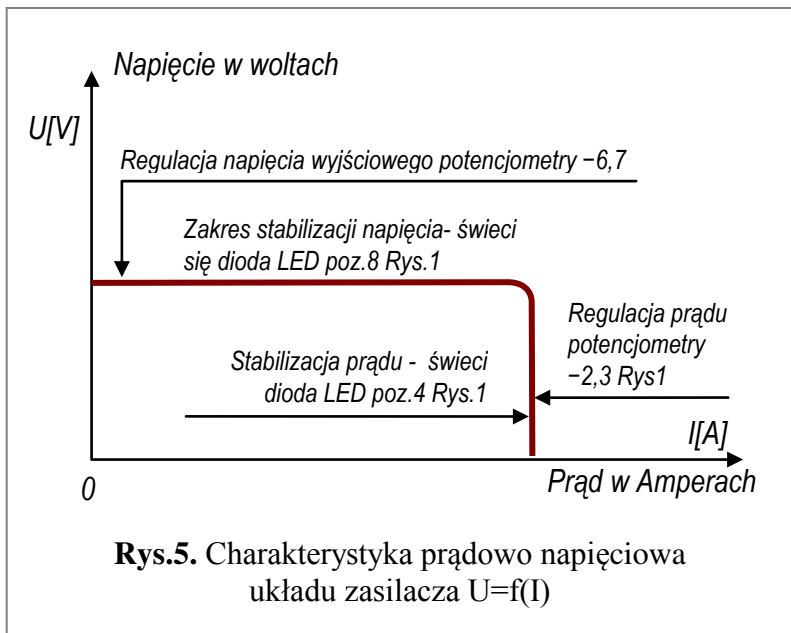 Napięcie w woltach
U[V]
Regulacja napięcia wyjściowego potencjometry −6,7
Zakres stabilizacji napięcia- świeci
się dioda LED poz.8 Rys.1
Regulacja prądu
potencjometry
−2,3 Rys1
Stabilizacja prądu - świeci
dioda LED poz.4 Rys.1
I[A]
0
Prąd w Amperach
Rys.5. Charakterystyka prądowo napięciowa
układu zasilacza U=f(I)